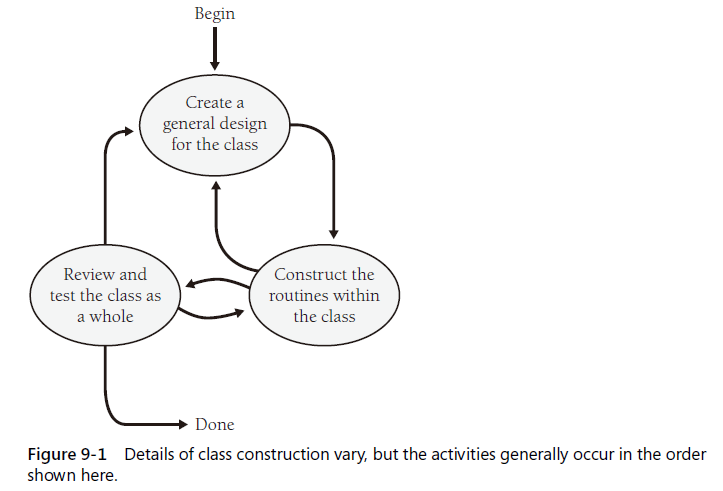 Begin
Create a
general design
for the class
Review and
test the class as
a whole
Construct the
routines within
the class
Done
Figure 9-1 Details of class construction vary, but the activities generally occur in the order
shown here.